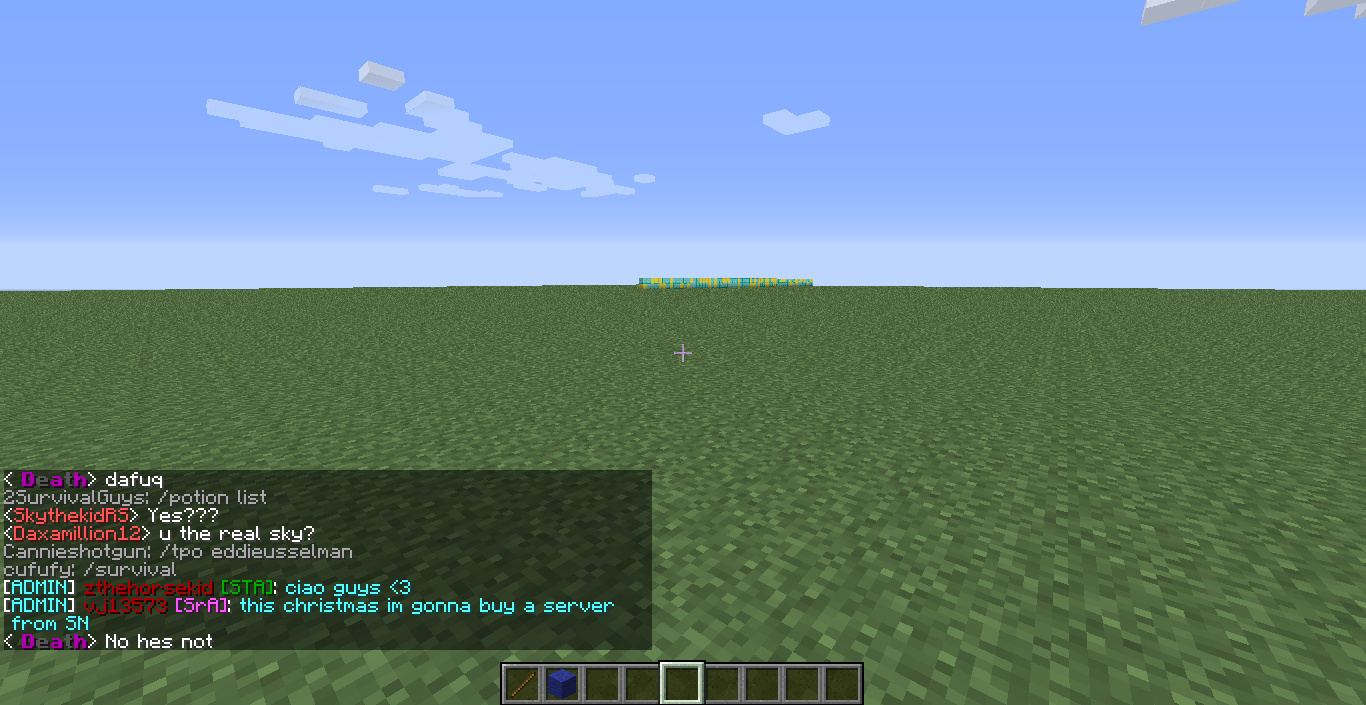 < Death> dafuq
2SurvivalGuys: /potion list
<SkythekidRS> Yes???
<Daxamillion12> u the real sky?
Cannieshotgun: /tpo eddieusselman
cufufy: /survival
[ADMIN] zthehorsekid [STA]: ciao guys <3
[ADMIN] vj13573 [SrA]: this christmas im gonna buy a server
from SN
< Death> No hes not